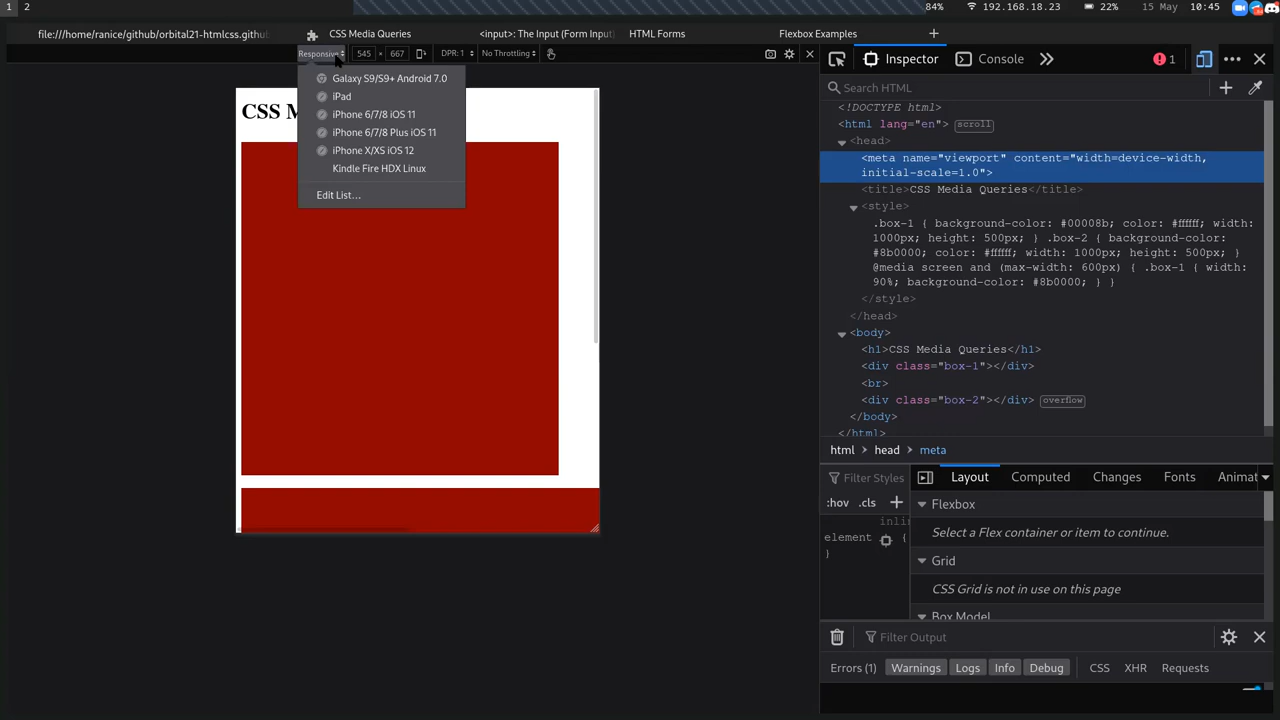 1 2 84% 192.168.18.23 22% 15 May 10:45
file:///home/ranice/github/orbital21-htmlcss.github CSS Media Queries <input>: The Input (Form Input) HTML Forms Flexbox Examples +
Responsive 545 × 667 DPR: 1 No Throttling
Galaxy S9/S9+ Android 7.0
iPad
iPhone 6/7/8 iOS 11
iPhone 6/7/8 Plus iOS 11
iPhone X/XS iOS 12
Kindle Fire HDX Linux
Edit List…
CSS M
Inspector Console 1
Search HTML
<!DOCTYPE html>
<html lang="en"> scroll
<head>
<meta name="viewport" content="width=device-width,
initial-scale=1.0">
<title>CSS Media Queries</title>
<style>
.box-1 { background-color: #00008b; color: #ffffff; width:
1000px; height: 500px; } .box-2 { background-color:
#8b0000; color: #ffffff; width: 1000px; height: 500px; }
@media screen and (max-width: 600px) { .box-1 { width:
90%; background-color: #8b0000; } }
</style>
</head>
<body>
<h1>CSS Media Queries</h1>
<div class="box-1"></div>
<br>
<div class="box-2"></div> overflow
</body>
</html>
html head meta
Filter Styles Layout Computed Changes Fonts Animat
:hov .cls +
Flexbox
element {
}
Select a Flex container or item to continue.
Grid
CSS Grid is not in use on this page
Box Model
Filter Output
Errors (1) Warnings Logs Info Debug CSS XHR Requests